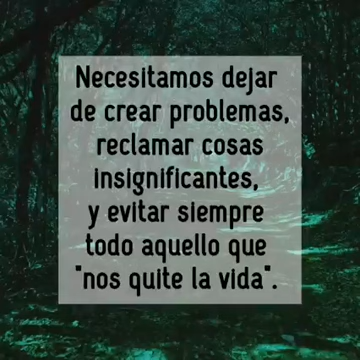 Necesitamos dejar
de crear problemas,
reclamar cosas
insignificantes,
y evitar siempre
todo aquello que
"nos quite la vida".